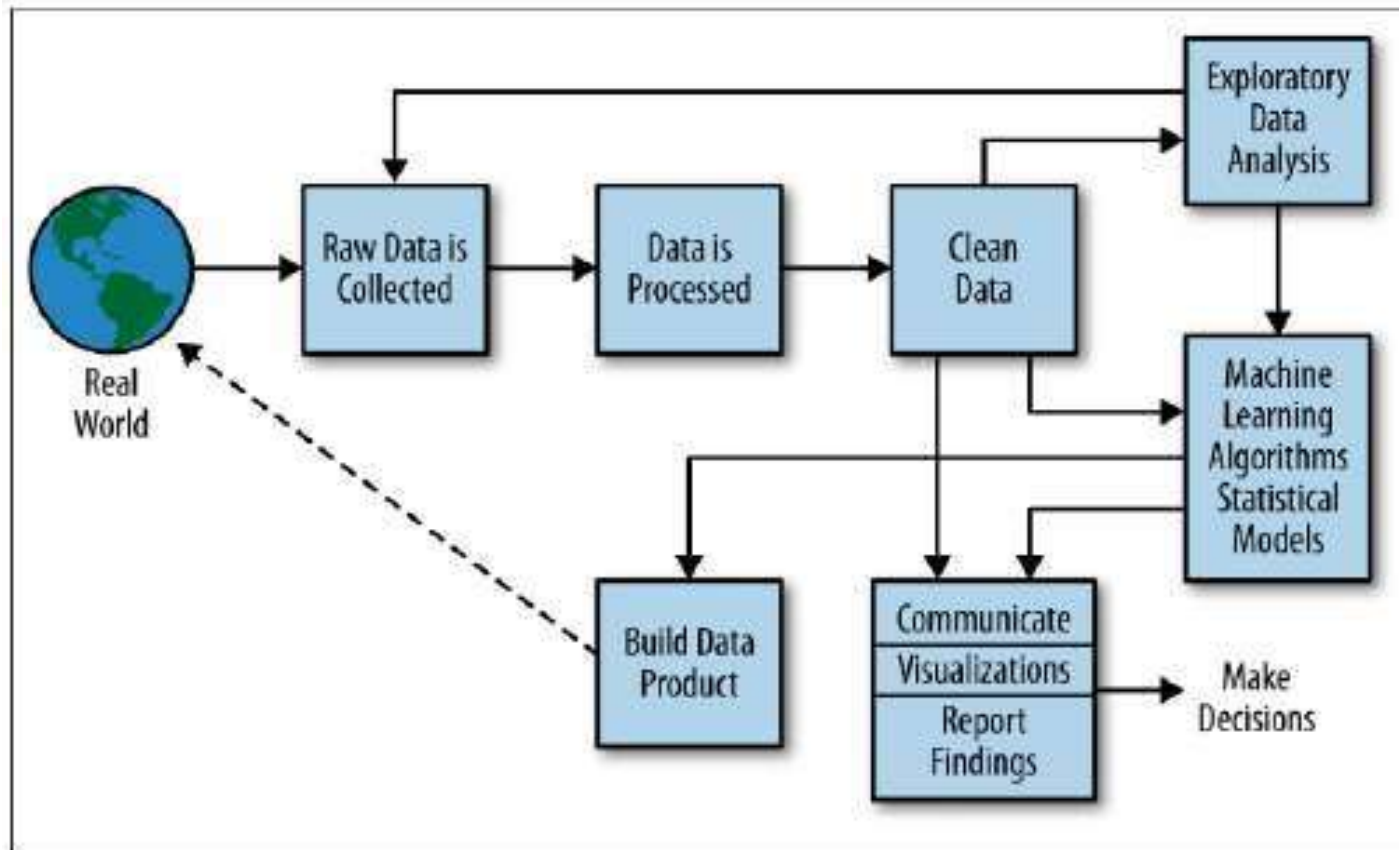 Exploratory
Data
Analysis
Real
World
Raw Data is
Collected
Data is
Processed
Clean
Data
Machine
Learning
Algorithms
Statistical
Models
Build Data
Product
Communicate
Visualizations
Report
Findings
Make
Decisions